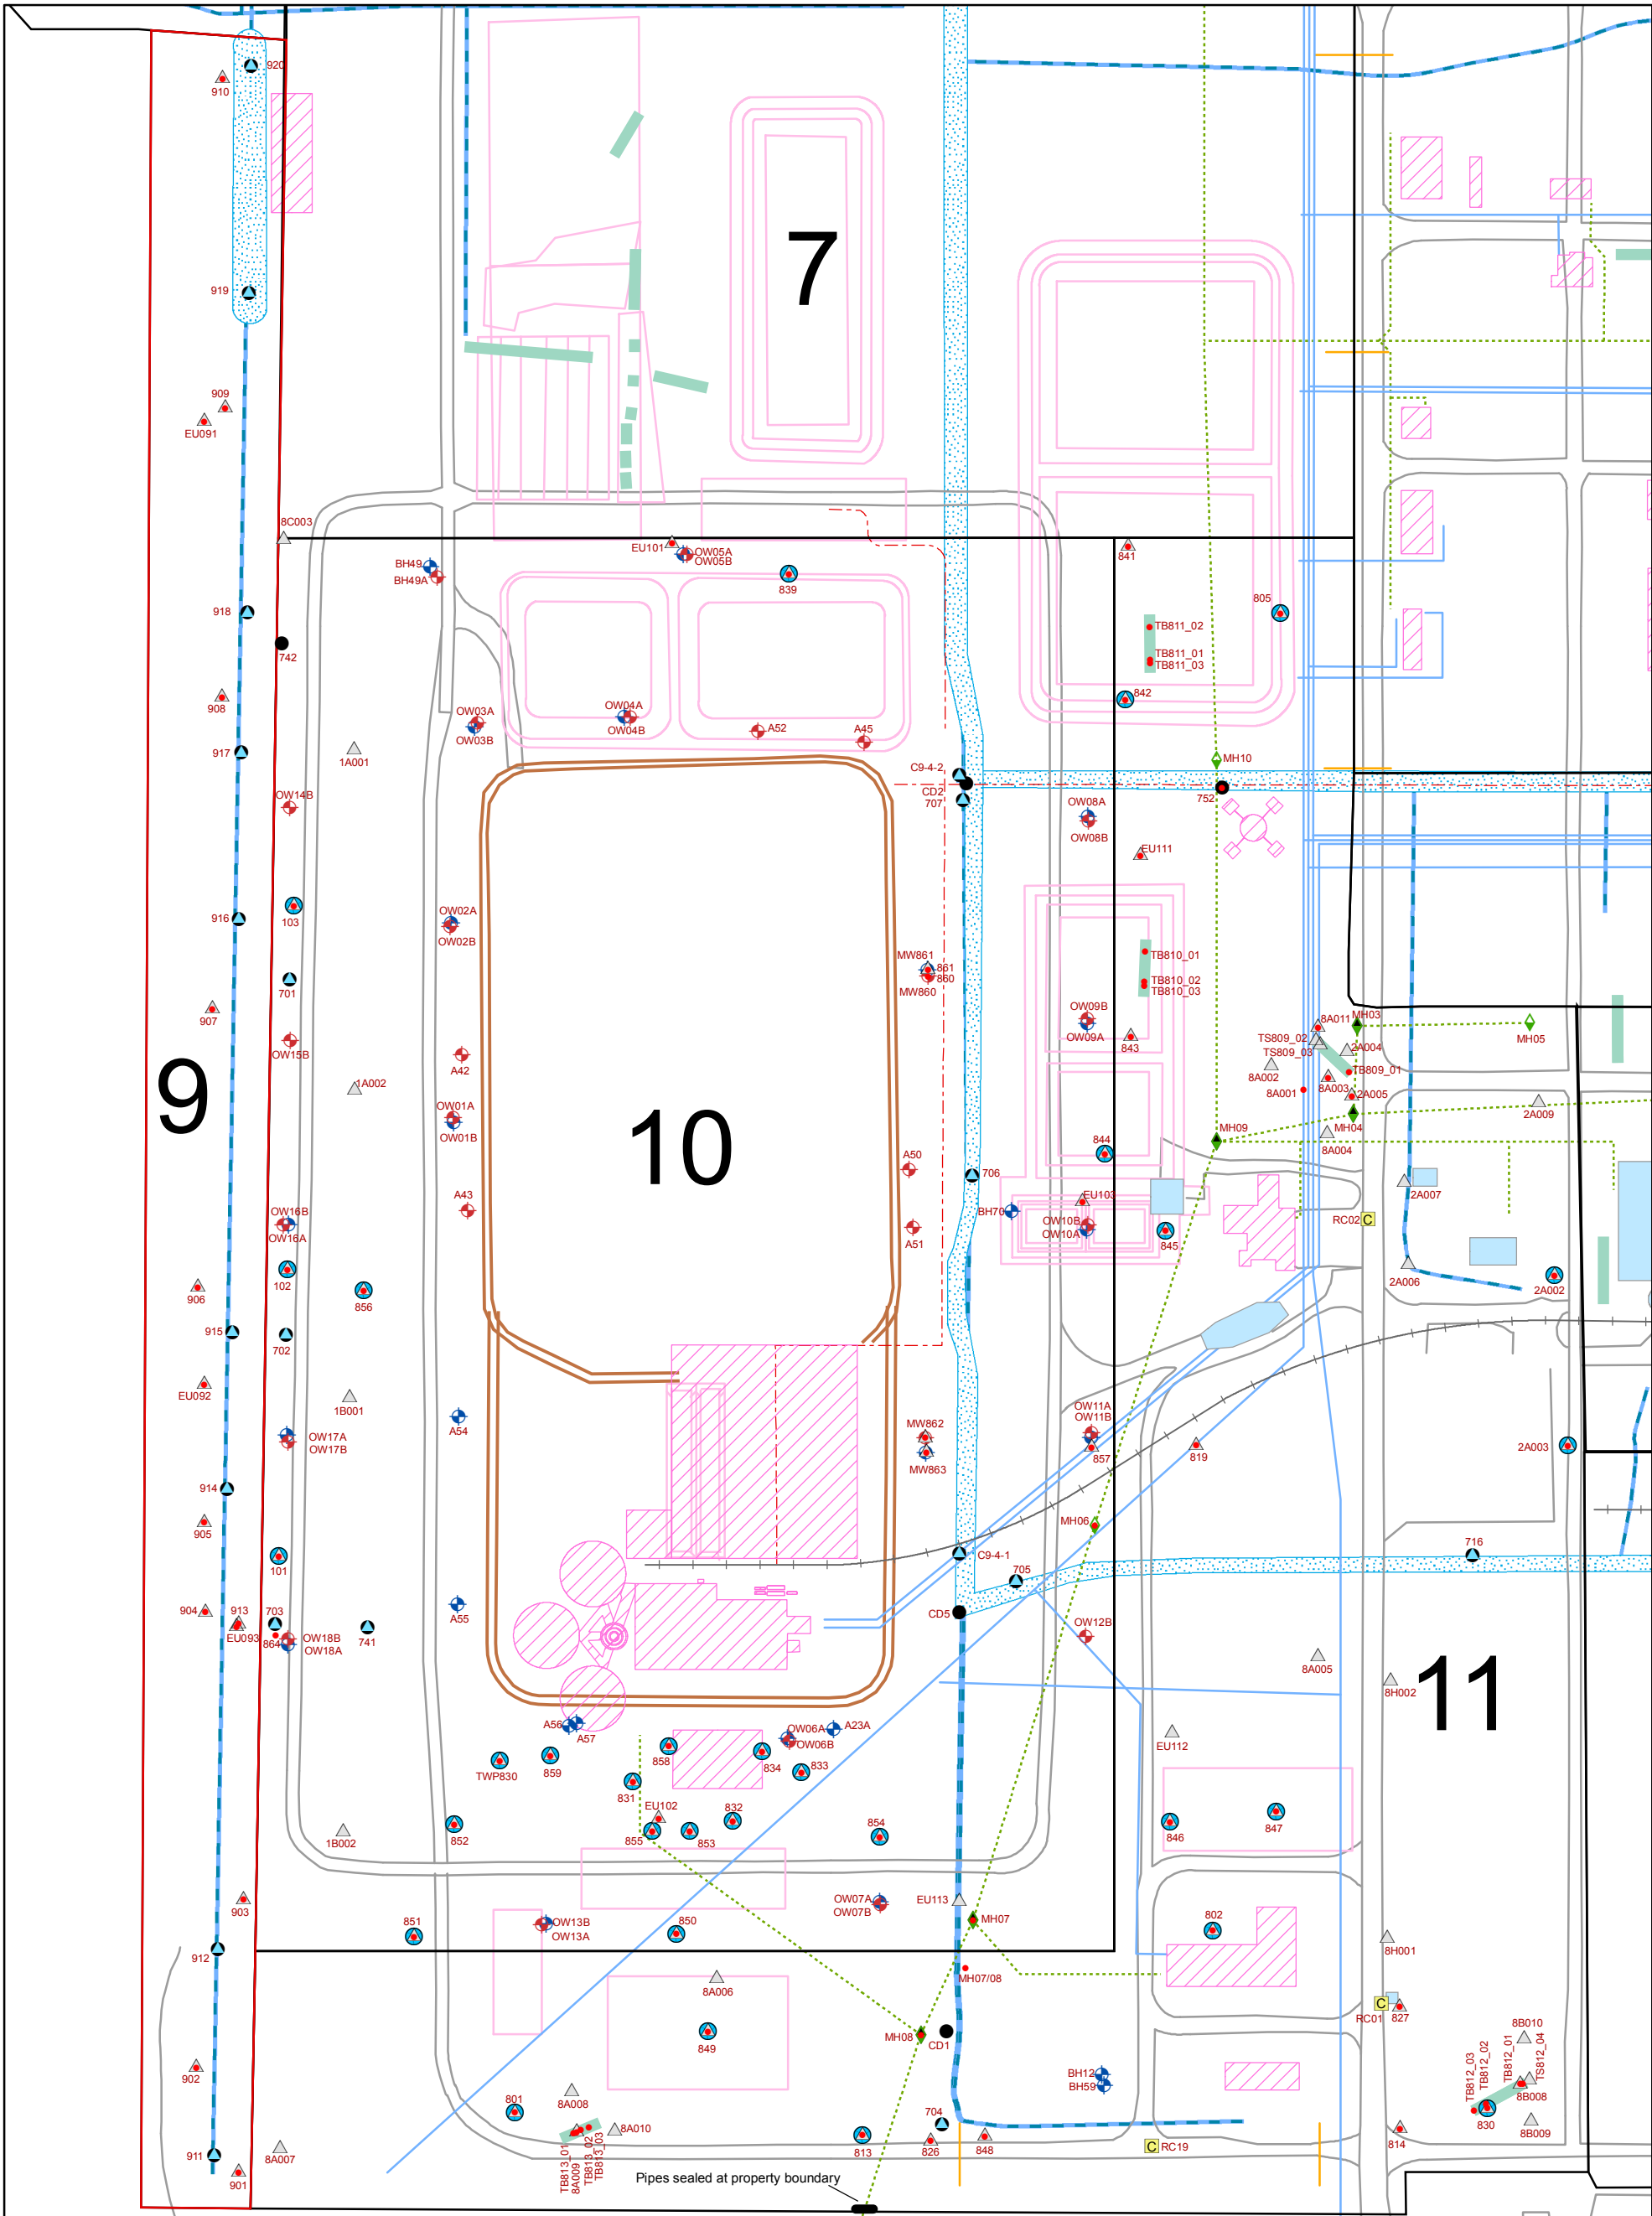 920
910
7
919
909
EU091
8C003
EU101
OW05A
OW05B
BH49
BH49A
839
841
805
918
742
TB811_02
TB811_01
TB811_03
908
842
OW03A
OW03B
OW04A
OW04B
A52
A45
917
1A001
MH10
C9-4-2
CD2
707
752
OW14B
OW08A
OW08B
EU111
103
916
OW02A
OW02B
TB810_01
MW861
861
860
MW860
701
TB810_02
TB810_03
907
OW09B
OW09A
843
8A011
MH03
MH05
TS809_02
TS809_03
2A004
OW15B
A42
8A002
TB809_01
9
1A002
8A001
8A003
2A005
2A009
OW01A
OW01B
10
MH09
MH04
8A004
844
A50
706
2A007
A43
EU103
BH70
OW16B
OW16A
A51
OW10B
OW10A
845
RC02
C
102
906
856
2A006
2A002
915
702
EU092
1B001
A54
OW11A
OW11B
OW17A
OW17B
MW862
MW863
857
819
2A003
914
905
MH06
101
C9-4-1
716
705
904
913
703
EU093
864
OW18B
OW18A
741
A55
CD5
OW12B
8A005
8H002
11
A56
A57
OW06A
OW06B
A23A
EU112
TWP830
859
858
834
833
831
EU102
832
846
847
1B002
852
855
853
854
903
OW07A
OW07B
EU113
MH07
851
OW13B
OW13A
850
802
912
8H001
MH07/08
8A006
C
RC01
827
MH08
CD1
849
8B010
902
BH12
BH59
TB812_03
TB812_02
TB812_01
TS812_04
8B008
801
8A008
830
8B009
704
8A010
813
826
848
C
RC19
814
911
8A007
TB813_01
8A009
TB813_02
TB813_03
901
Pipes sealed at property boundary